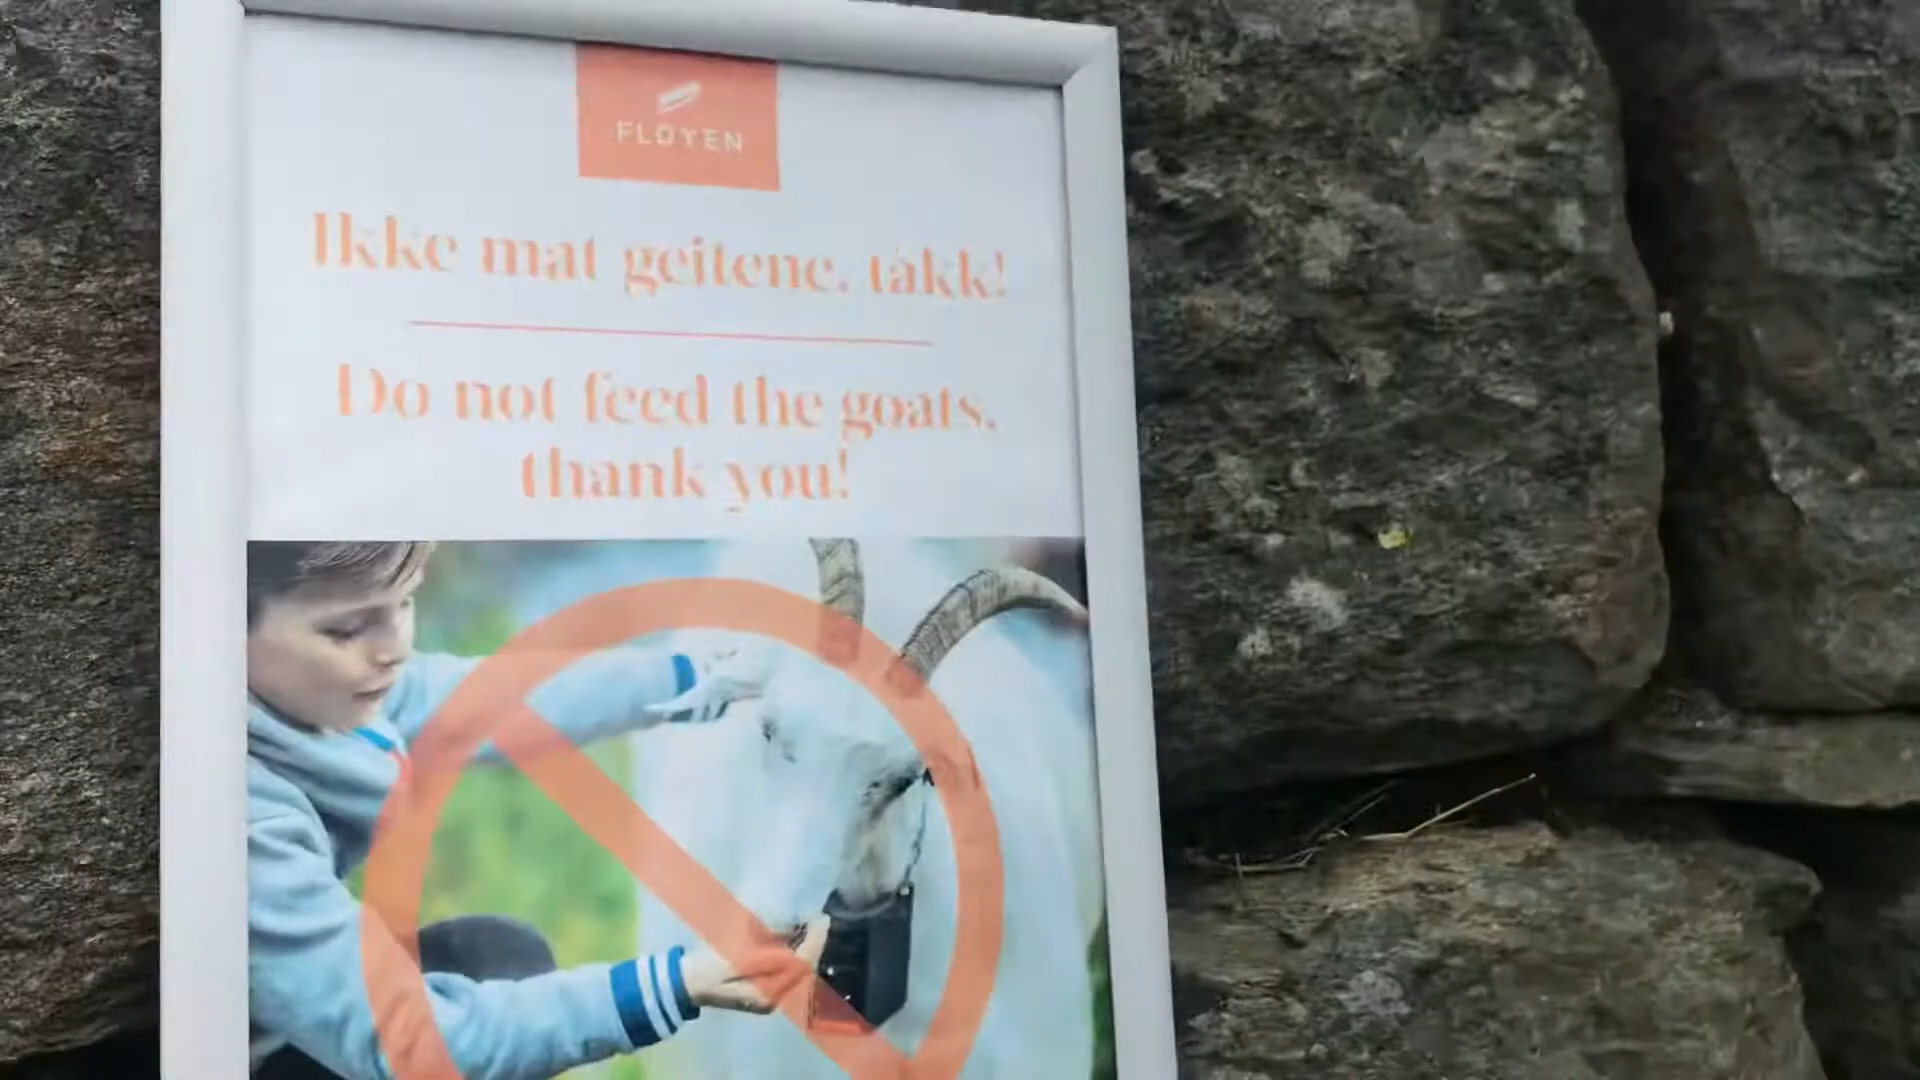 FLØYEN
Ikke mat geitene, takk!
Do not feed the goats,
thank you!